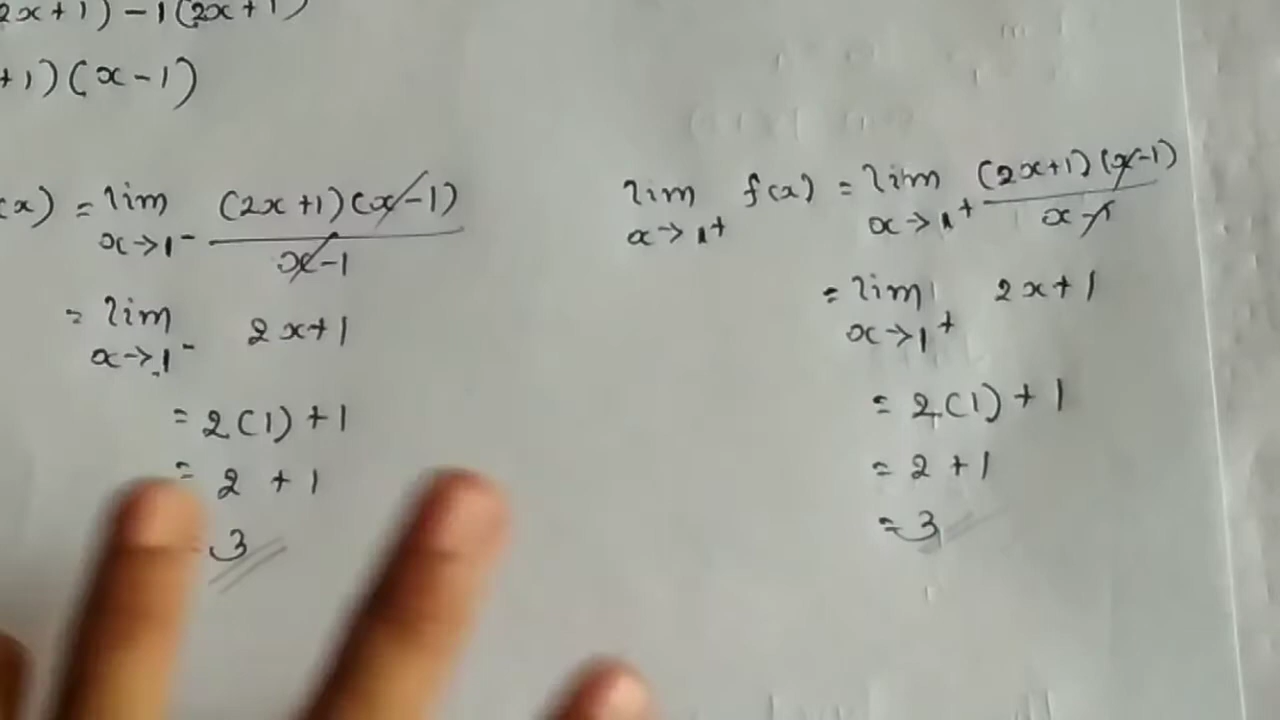 2x+1)-1(2x+1)
+1)(x-1)
(x) = lim x→1⁻ (2x+1)(x-1) / x-1
= lim x→1⁻ 2x+1
= 2(1)+1
= 2+1
= 3
lim x→1⁺ f(x) = lim x→1⁺ (2x+1)(x-1) / x-1
= lim x→1⁺ 2x+1
= 2(1)+1
= 2+1
= 3